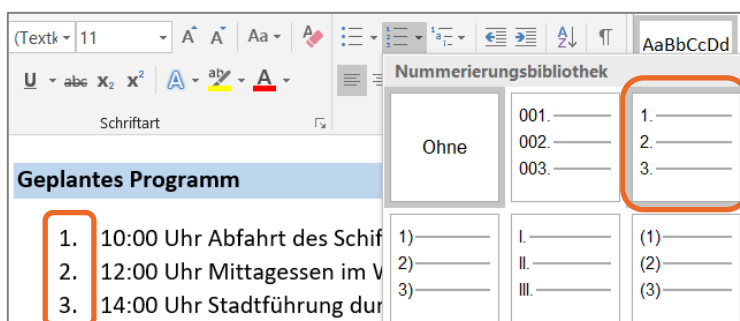 (Textk 11 A A Aa
U abc X₂ X² A ab A
AaBbCcDd
Schriftart
Nummerierungsbibliothek
Ohne
001.
002.
003.
1.
2.
3.
1)
2)
3)
I.
II.
III.
(1)
(2)
(3)
Geplantes Programm
1. 10:00 Uhr Abfahrt des Schif
2. 12:00 Uhr Mittagessen im
3. 14:00 Uhr Stadtführung dur